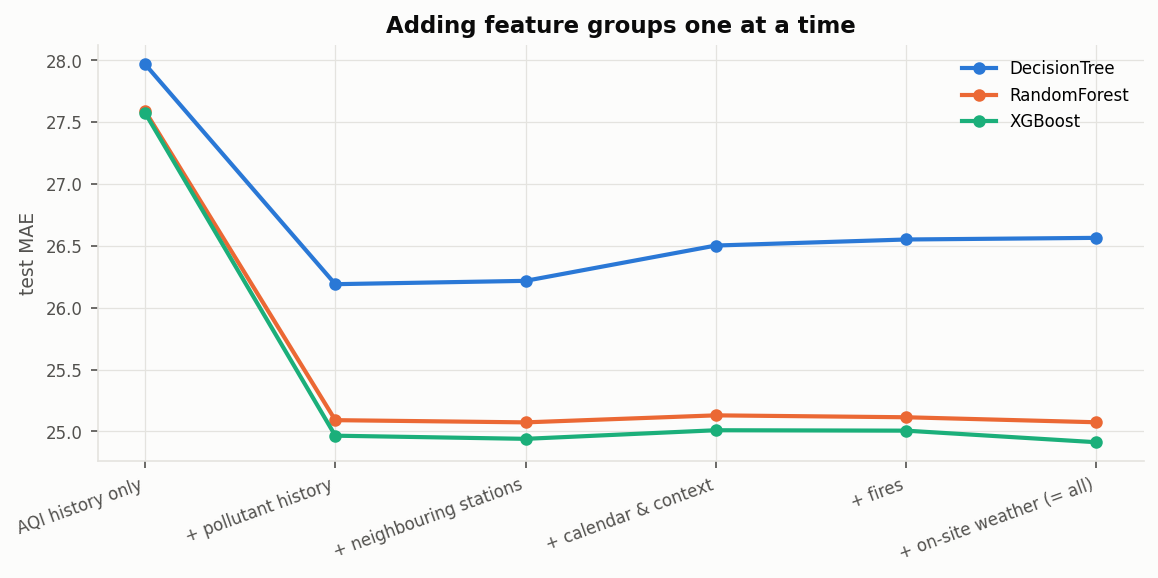 Adding feature groups one at a time
28.0
27.5
27.0
26.5
26.0
25.5
25.0
test MAE
DecisionTree
RandomForest
XGBoost
AQI history only
+ pollutant history
+ neighbouring stations
+ calendar & context
+ fires
+ on-site weather (= all)